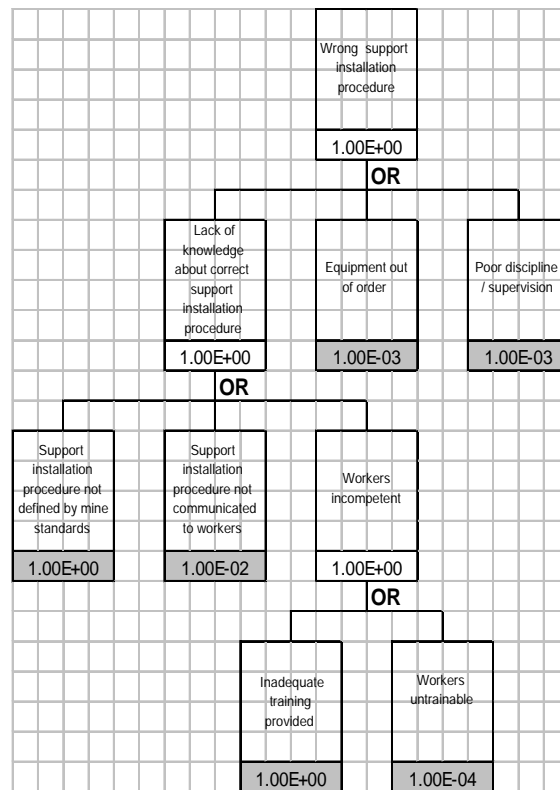 Wrong support
installation
procedure
1.00E+00
OR
Lack of
knowledge
about correct
support
installation
procedure
1.00E+00
Equipment out
of order
1.00E-03
Poor discipline
/ supervision
1.00E-03
OR
Support
installation
procedure not
defined by mine
standards
1.00E+00
Support
installation
procedure not
communicated
to workers
1.00E-02
Workers
incompetent
1.00E+00
OR
Inadequate
training
provided
1.00E+00
Workers
untrainable
1.00E-04